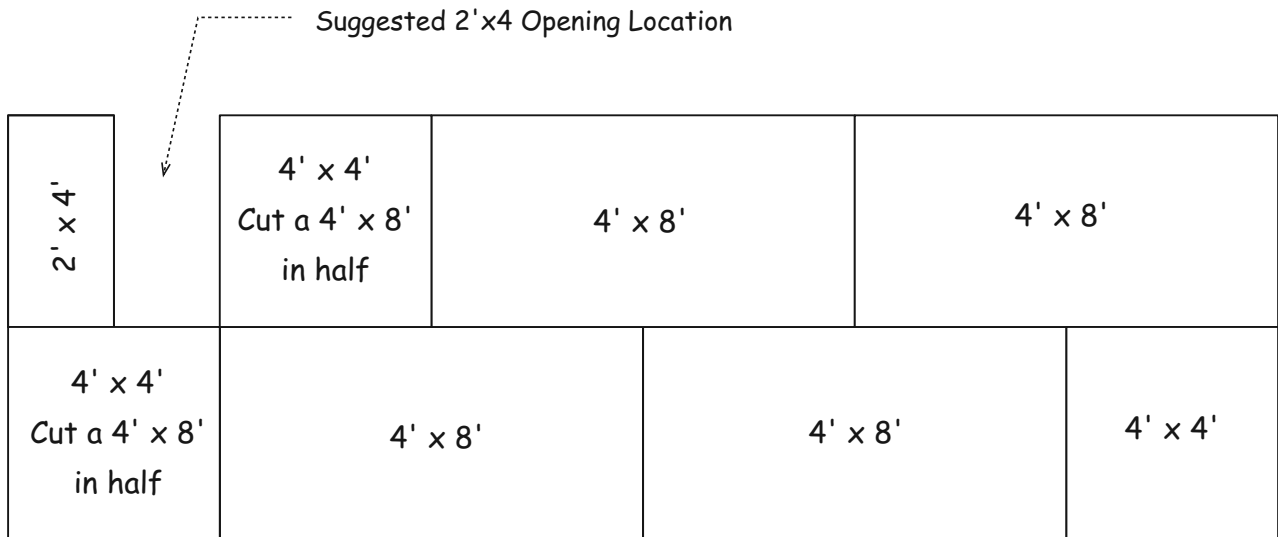 Suggested 2'x4 Opening Location
2' x 4'
4' x 4'
Cut a 4' x 8'
in half
4' x 8'
4' x 8'
4' x 4'
Cut a 4' x 8'
in half
4' x 8'
4' x 8'
4' x 4'